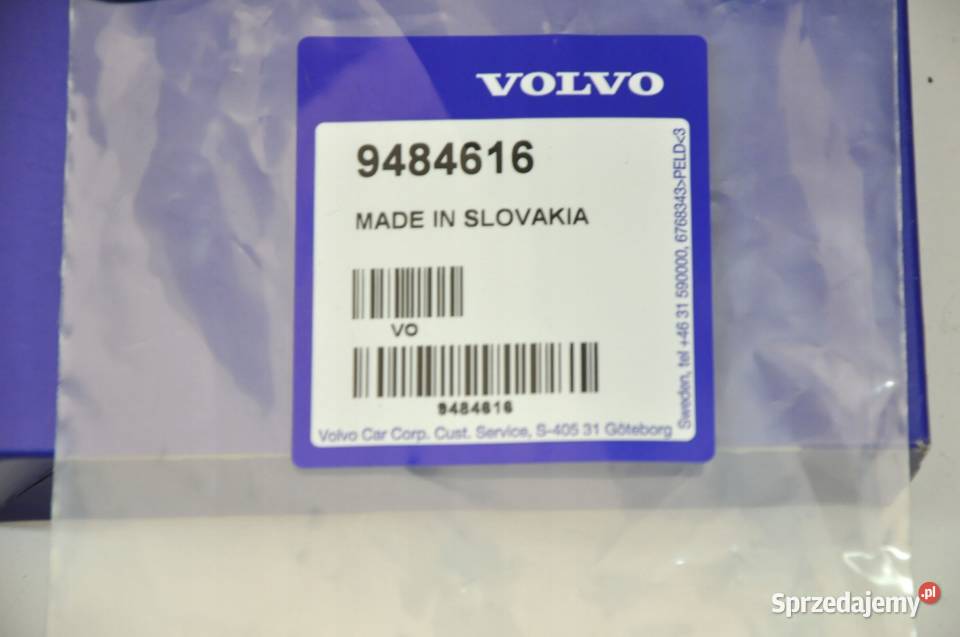 VOLVO
9484616
MADE IN SLOVAKIA
VO
9484616
Volvo Car Corp. Cust. Service, S-405 31 Göteborg
Sweden, tel +46 31 590000, 6768343>PELD<3
Sprzedajemy.pl